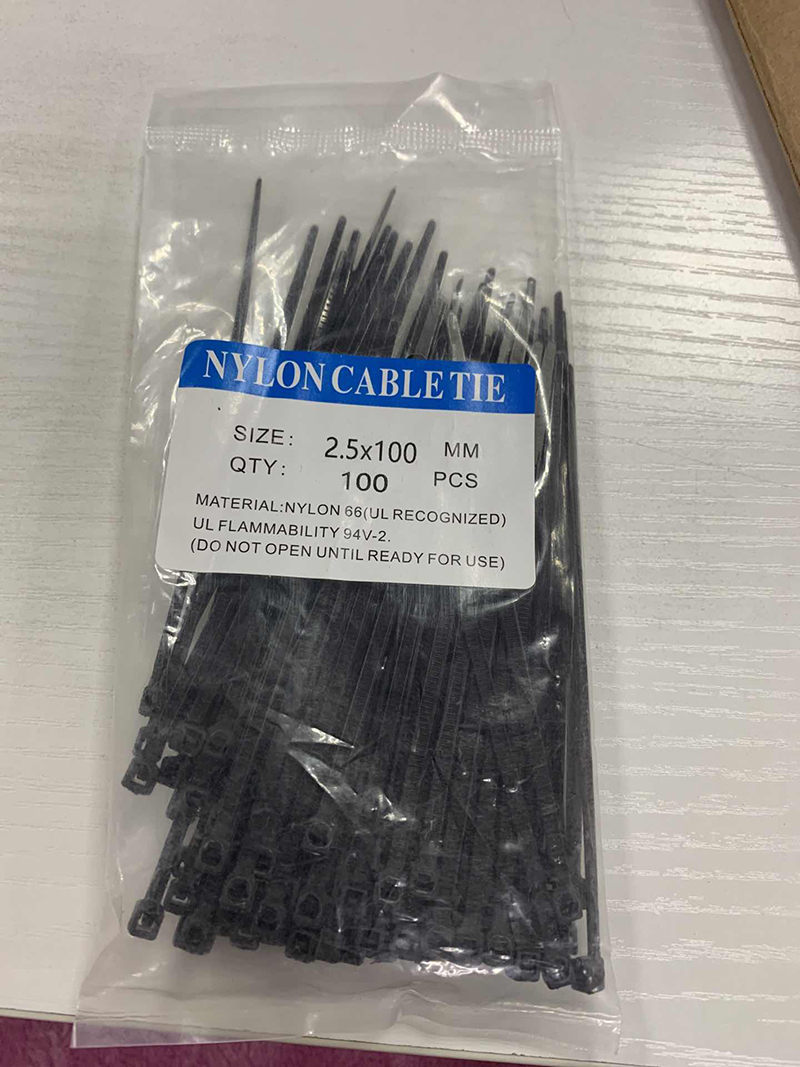 NYLON CABLE TIE
SIZE: 2.5x100 MM
QTY: 100 PCS
MATERIAL:NYLON 66(UL RECOGNIZED)
UL FLAMMABILITY 94V-2.
(DO NOT OPEN UNTIL READY FOR USE)